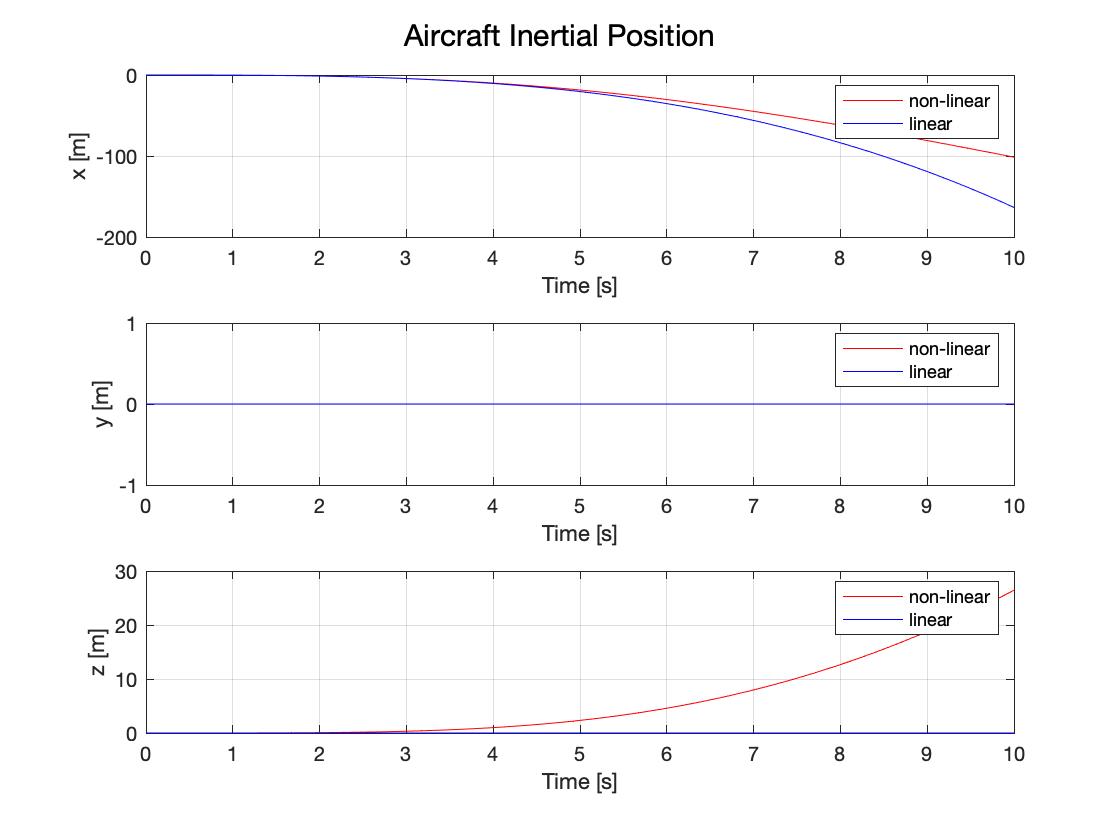 Aircraft Inertial Position
0
-100
-200
x [m]
non-linear
linear
0 1 2 3 4 5 6 7 8 9 10
Time [s]
1
0
-1
y [m]
non-linear
linear
0 1 2 3 4 5 6 7 8 9 10
Time [s]
30
20
10
0
z [m]
non-linear
linear
0 1 2 3 4 5 6 7 8 9 10
Time [s]